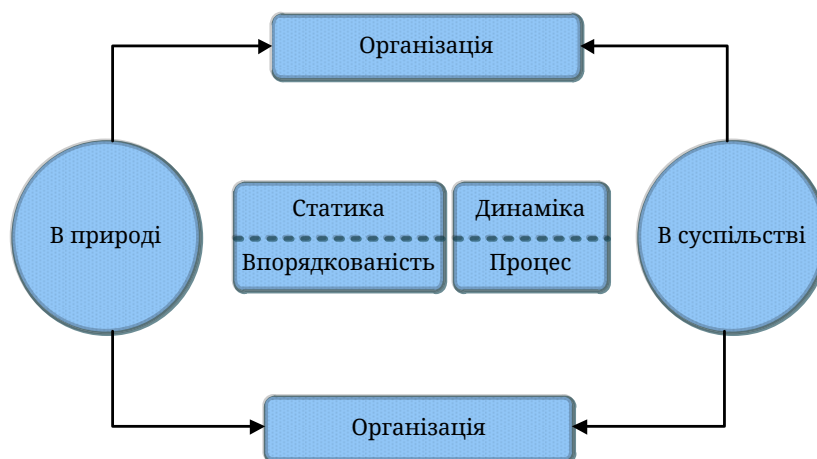 Організація
Статика
Динаміка
В природі
В суспільстві
Впорядкованість
Процес
Організація